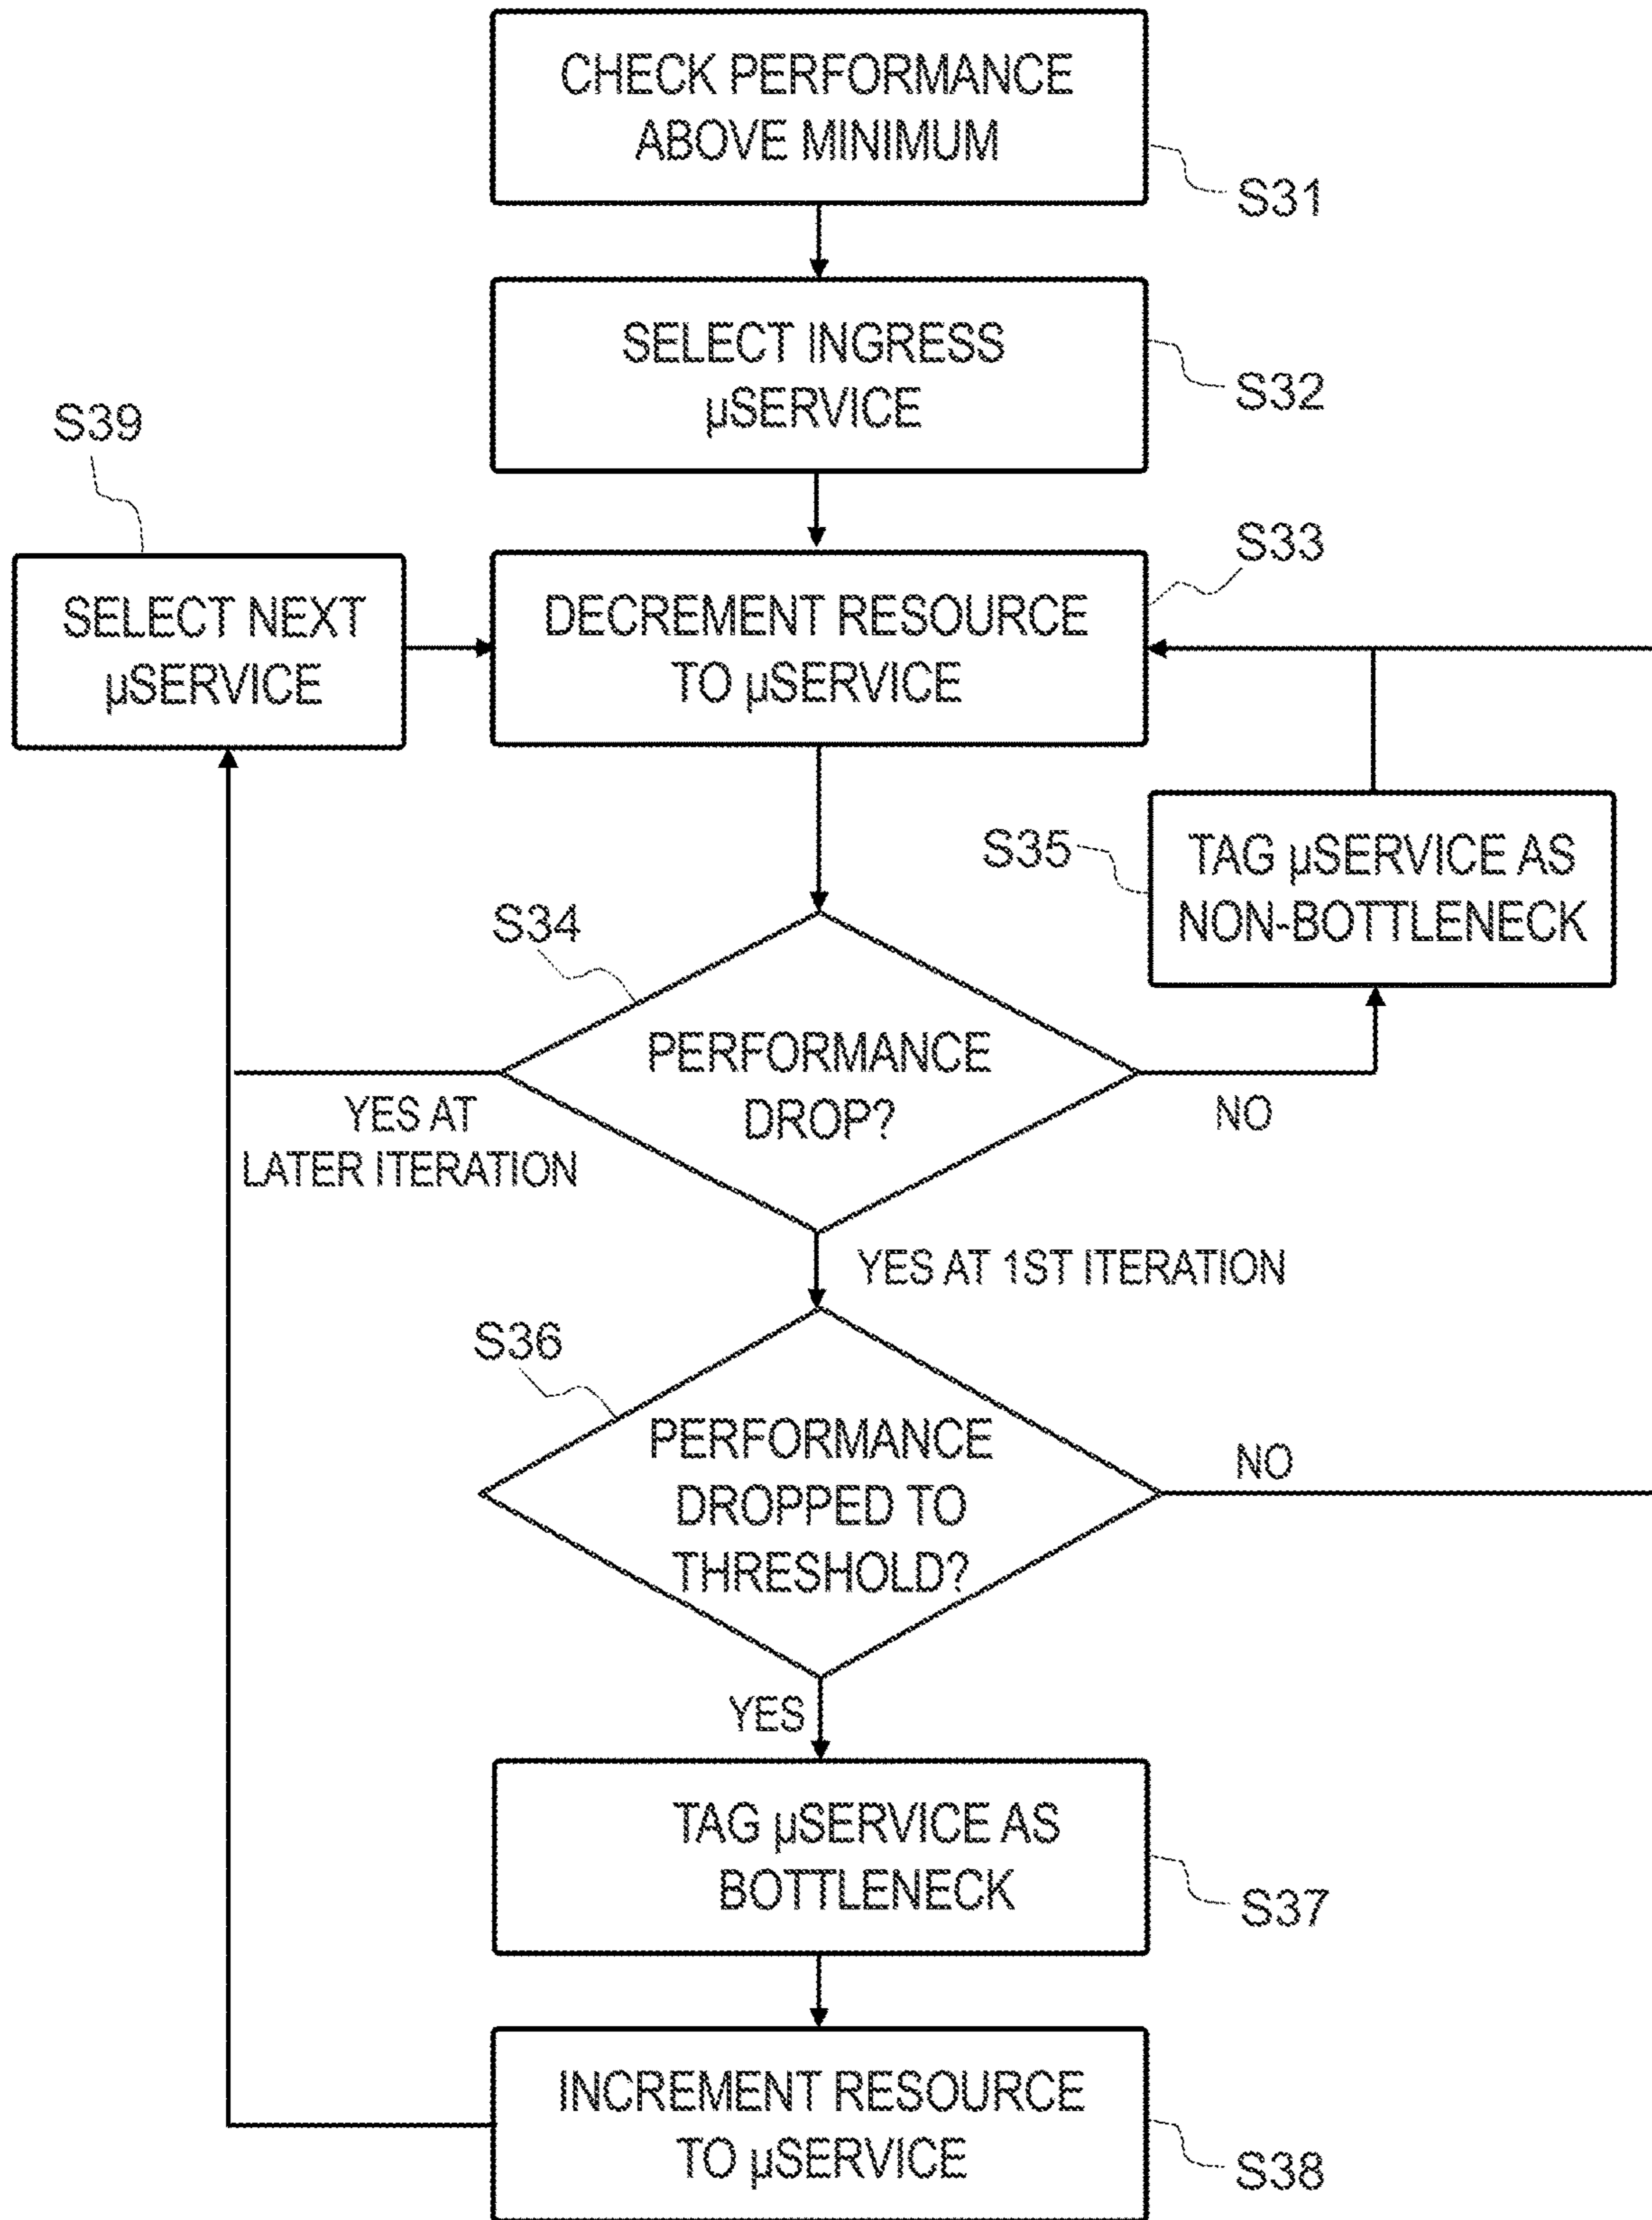 CHECK PERFORMANCE
ABOVE MINIMUM
S31
SELECT INGRESS
µSERVICE
S32
S39
SELECT NEXT
µSERVICE
S33
DECREMENT RESOURCE
TO µSERVICE
S35
TAG µSERVICE AS
NON-BOTTLENECK
S34
PERFORMANCE
DROP?
YES AT
LATER ITERATION
NO
YES AT 1ST ITERATION
S36
PERFORMANCE
DROPPED TO
THRESHOLD?
NO
YES
TAG µSERVICE AS
BOTTLENECK
S37
INCREMENT RESOURCE
TO µSERVICE
S38